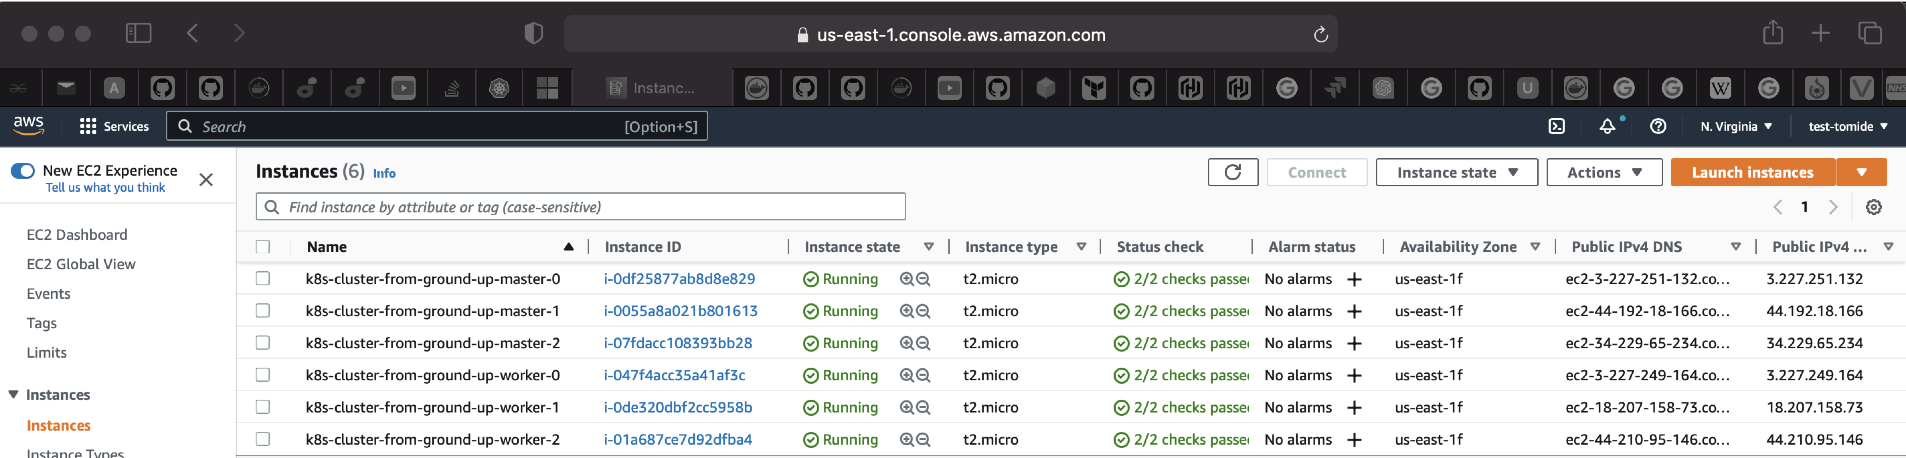 us-east-1.console.aws.amazon.com
Instanc...
aws Services Search [Option+S] N. Virginia test-tomide
New EC2 Experience
Tell us what you think
EC2 Dashboard
EC2 Global View
Events
Tags
Limits
Instances
Instances
Instance Types
Instances (6) Info Connect Instance state Actions Launch instances
Find instance by attribute or tag (case-sensitive) 1
Name Instance ID Instance state Instance type Status check Alarm status Availability Zone Public IPv4 DNS Public IPv4 ...
k8s-cluster-from-ground-up-master-0 i-0df25877ab8d8e829 Running t2.micro 2/2 checks passed No alarms + us-east-1f ec2-3-227-251-132.co... 3.227.251.132
k8s-cluster-from-ground-up-master-1 i-0055a8a021b801613 Running t2.micro 2/2 checks passed No alarms + us-east-1f ec2-44-192-18-166.co... 44.192.18.166
k8s-cluster-from-ground-up-master-2 i-07fdacc108393bb28 Running t2.micro 2/2 checks passed No alarms + us-east-1f ec2-34-229-65-234.co... 34.229.65.234
k8s-cluster-from-ground-up-worker-0 i-047f4acc35a41af3c Running t2.micro 2/2 checks passed No alarms + us-east-1f ec2-3-227-249-164.co... 3.227.249.164
k8s-cluster-from-ground-up-worker-1 i-0de320dbf2cc5958b Running t2.micro 2/2 checks passed No alarms + us-east-1f ec2-18-207-158-73.co... 18.207.158.73
k8s-cluster-from-ground-up-worker-2 i-01a687ce7d92dfba4 Running t2.micro 2/2 checks passed No alarms + us-east-1f ec2-44-210-95-146.co... 44.210.95.146